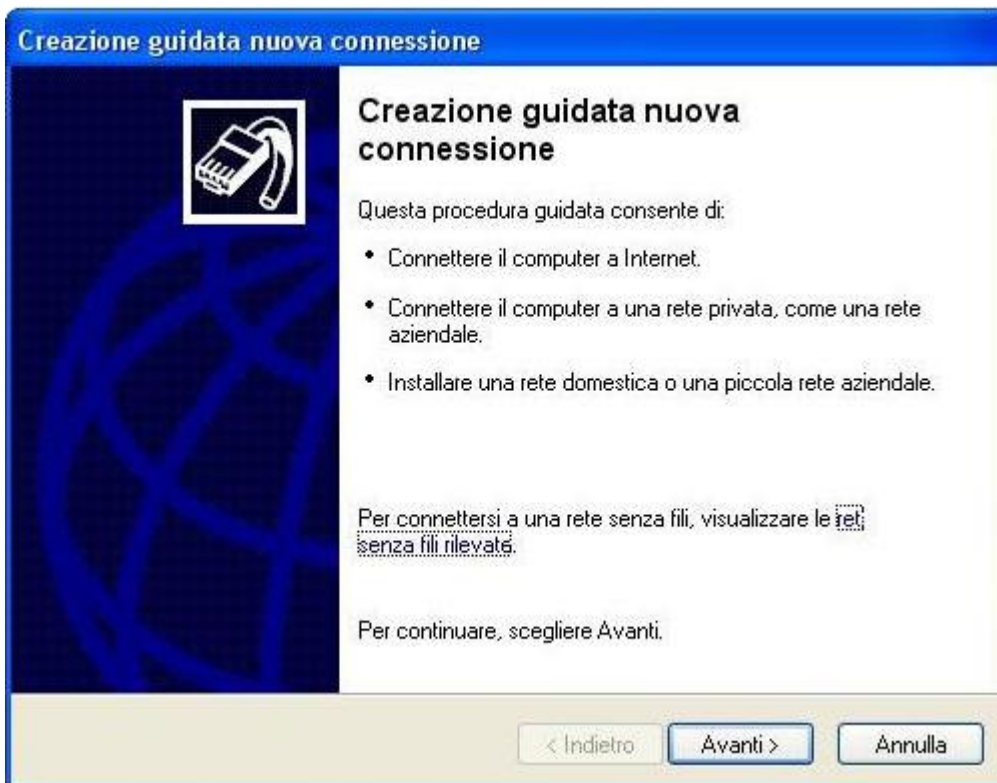 Creazione guidata nuova connessione
Creazione guidata nuova
connessione
Questa procedura guidata consente di:
• Connettere il computer a Internet.
• Connettere il computer a una rete privata, come una rete
aziendale.
• Installare una rete domestica o una piccola rete aziendale.
Per connettersi a una rete senza fili, visualizzare le reti
senza fili rilevate.
Per continuare, scegliere Avanti.
< Indietro
Avanti >
Annulla